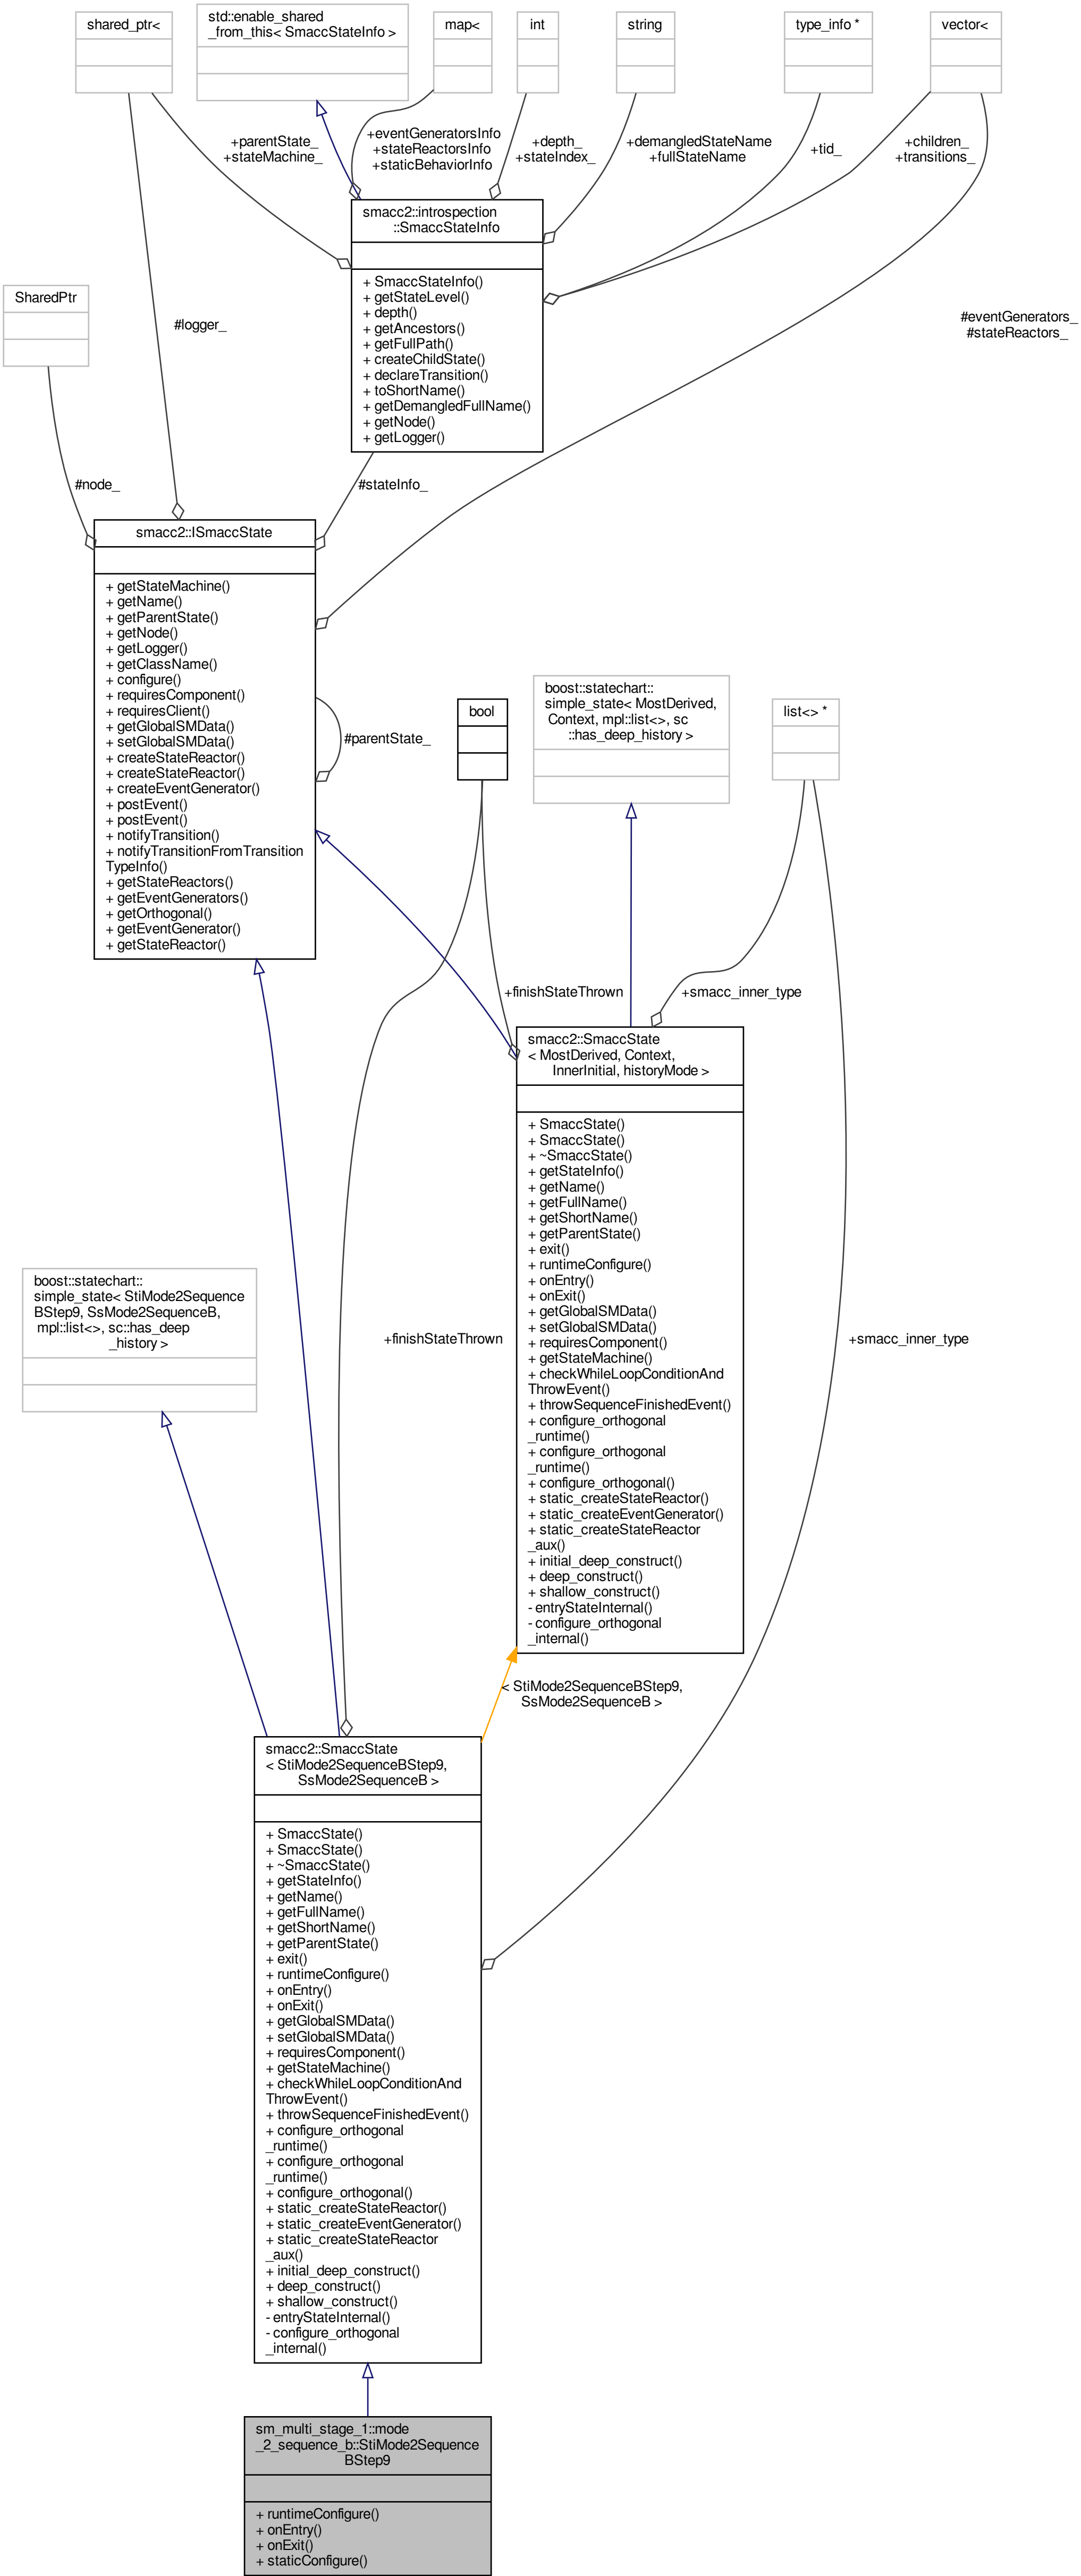 shared_ptr<
std::enable_shared
_from_this< SmaccStateInfo >
map<
int
string
type_info *
vector<
+parentState_
+stateMachine_
+eventGeneratorsInfo
+stateReactorsInfo
+staticBehaviorInfo
+depth_
+stateIndex_
+demangledStateName
+fullStateName
+tid_
+children_
+transitions_
smacc2::introspection
::SmaccStateInfo
+ SmaccStateInfo()
+ getStateLevel()
+ depth()
+ getAncestors()
+ getFullPath()
+ createChildState()
+ declareTransition()
+ toShortName()
+ getDemangledFullName()
+ getNode()
+ getLogger()
SharedPtr
#logger_
#eventGenerators_
#stateReactors_
#node_
#stateInfo_
smacc2::ISmaccState
+ getStateMachine()
+ getName()
+ getParentState()
+ getNode()
+ getLogger()
+ getClassName()
+ configure()
+ requiresComponent()
+ requiresClient()
+ getGlobalSMData()
+ setGlobalSMData()
+ createStateReactor()
+ createStateReactor()
+ createEventGenerator()
+ postEvent()
+ postEvent()
+ notifyTransition()
+ notifyTransitionFromTransition
TypeInfo()
+ getStateReactors()
+ getEventGenerators()
+ getOrthogonal()
+ getEventGenerator()
+ getStateReactor()
#parentState_
bool
boost::statechart::
simple_state< MostDerived,
Context, mpl::list<>, sc
::has_deep_history >
list<> *
+finishStateThrown
+smacc_inner_type
smacc2::SmaccState
< MostDerived, Context,
InnerInitial, historyMode >
+ SmaccState()
+ SmaccState()
+ ~SmaccState()
+ getStateInfo()
+ getName()
+ getFullName()
+ getShortName()
+ getParentState()
+ exit()
+ runtimeConfigure()
+ onEntry()
+ onExit()
+ getGlobalSMData()
+ setGlobalSMData()
+ requiresComponent()
+ getStateMachine()
+ checkWhileLoopConditionAnd
ThrowEvent()
+ throwSequenceFinishedEvent()
+ configure_orthogonal
_runtime()
+ configure_orthogonal
_runtime()
+ configure_orthogonal()
+ static_createStateReactor()
+ static_createEventGenerator()
+ static_createStateReactor
_aux()
+ initial_deep_construct()
+ deep_construct()
+ shallow_construct()
- entryStateInternal()
- configure_orthogonal
_internal()
boost::statechart::
simple_state< StiMode2Sequence
BStep9, SsMode2SequenceB,
mpl::list<>, sc::has_deep
_history >
+finishStateThrown
+smacc_inner_type
< StiMode2SequenceBStep9,
SsMode2SequenceB >
smacc2::SmaccState
< StiMode2SequenceBStep9,
SsMode2SequenceB >
+ SmaccState()
+ SmaccState()
+ ~SmaccState()
+ getStateInfo()
+ getName()
+ getFullName()
+ getShortName()
+ getParentState()
+ exit()
+ runtimeConfigure()
+ onEntry()
+ onExit()
+ getGlobalSMData()
+ setGlobalSMData()
+ requiresComponent()
+ getStateMachine()
+ checkWhileLoopConditionAnd
ThrowEvent()
+ throwSequenceFinishedEvent()
+ configure_orthogonal
_runtime()
+ configure_orthogonal
_runtime()
+ configure_orthogonal()
+ static_createStateReactor()
+ static_createEventGenerator()
+ static_createStateReactor
_aux()
+ initial_deep_construct()
+ deep_construct()
+ shallow_construct()
- entryStateInternal()
- configure_orthogonal
_internal()
sm_multi_stage_1::mode
_2_sequence_b::StiMode2Sequence
BStep9
+ runtimeConfigure()
+ onEntry()
+ onExit()
+ staticConfigure()